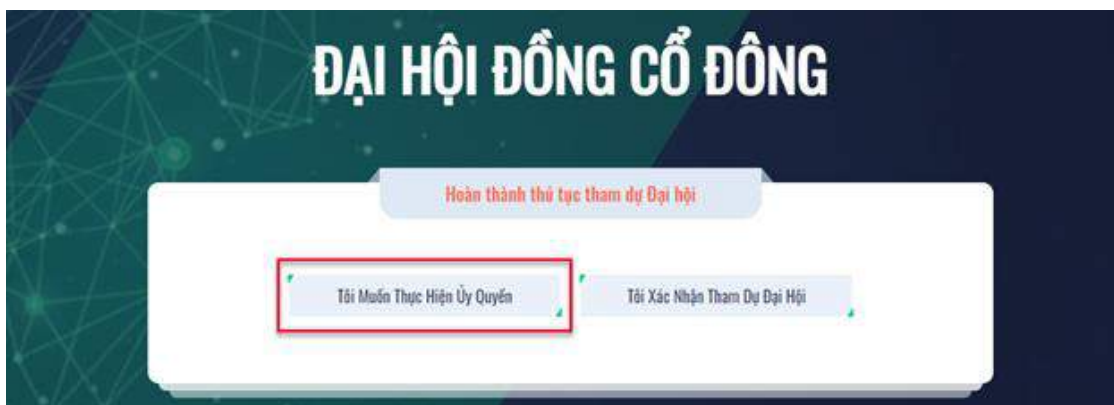 ĐẠI HỘI ĐỒNG CỔ ĐÔNG
Hoàn thành thủ tục tham dự Đại hội
Tôi Muốn Thực Hiện Ủy Quyền
Tôi Xác Nhận Tham Dự Đại Hội